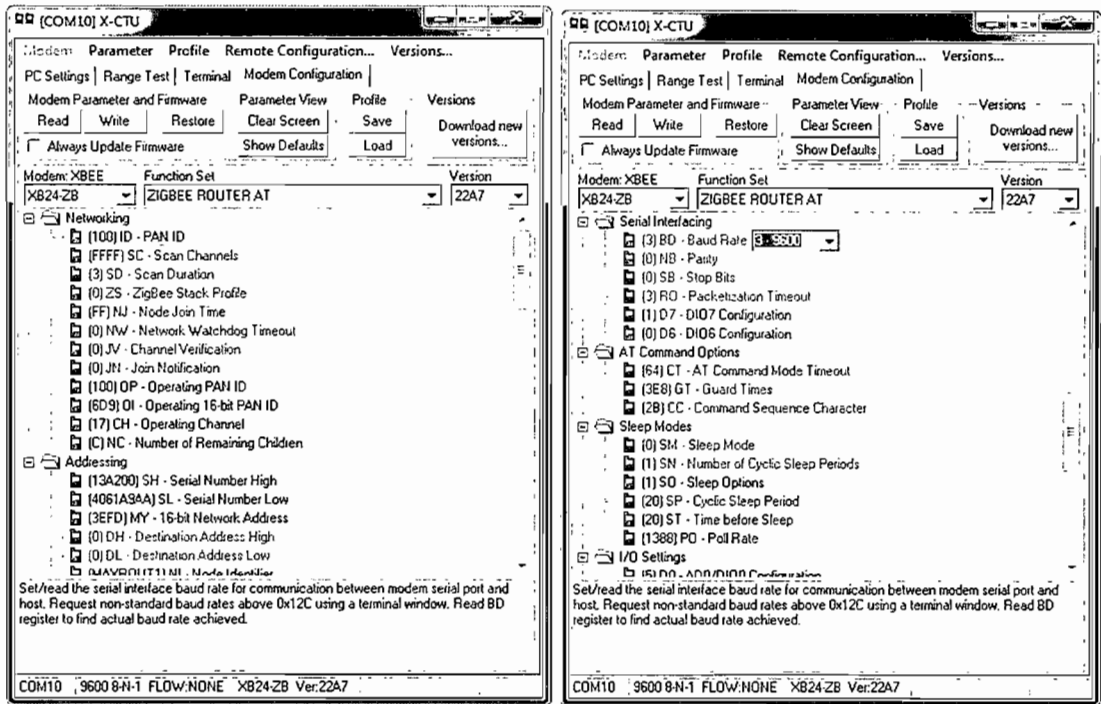 [COM10] X-CTU
Modem Parameter Profile Remote Configuration... Versions...
PC Settings Range Test Terminal Modem Configuration
Modem Parameter and Firmware Parameter View Profile Versions
Read Write Restore Clear Screen Save Download new versions...
Always Update Firmware Show Defaults Load
Modem: XBEE Function Set Version
XB24-ZB ZIGBEE ROUTER AT 22A7
Networking
(100) ID - PAN ID
(FFFF) SC - Scan Channels
(3) SD - Scan Duration
(0) ZS - ZigBee Stack Profile
(FF) NJ - Node Join Time
(0) NW - Network Watchdog Timeout
(0) JV - Channel Verification
(0) JN - Join Notification
(100) OP - Operating PAN ID
(6D9) OI - Operating 16-bit PAN ID
(17) CH - Operating Channel
(C) NC - Number of Remaining Children
Addressing
(13A200) SH - Serial Number High
(4061A9AA) SL - Serial Number Low
(3EFD) MY - 16-bit Network Address
(0) DH - Destination Address High
(0) DL - Destination Address Low
NI - Node Identifier
Set/read the serial interface baud rate for communication between modem serial port and
host. Request non-standard baud rates above 0x12C using a terminal window. Read BD
register to find actual baud rate achieved.
COM10 9600 8-N-1 FLOW:NONE XB24-ZB Ver:22A7
[COM10] X-CTU
Modem Parameter Profile Remote Configuration... Versions...
PC Settings Range Test Terminal Modem Configuration
Modem Parameter and Firmware Parameter View Profile Versions
Read Write Restore Clear Screen Save Download new versions...
Always Update Firmware Show Defaults Load
Modem: XBEE Function Set Version
XB24-ZB ZIGBEE ROUTER AT 22A7
Serial Interfacing
(3) BD - Baud Rate 3 - 9600
(0) NB - Parity
(0) SB - Stop Bits
(3) RO - Packetization Timeout
(1) D7 - DIO7 Configuration
(0) D6 - DIO6 Configuration
AT Command Options
(64) CT - AT Command Mode Timeout
(3E8) GT - Guard Times
(2B) CC - Command Sequence Character
Sleep Modes
(0) SM - Sleep Mode
(1) SN - Number of Cyclic Sleep Periods
(1) SO - Sleep Options
(20) SP - Cyclic Sleep Period
(20) ST - Time before Sleep
(1388) PO - Poll Rate
I/O Settings
(5) D0 - AD0/DIO0 Configuration
Set/read the serial interface baud rate for communication between modem serial port and
host. Request non-standard baud rates above 0x12C using a terminal window. Read BD
register to find actual baud rate achieved.
COM10 9600 8-N-1 FLOW:NONE XB24-ZB Ver:22A7